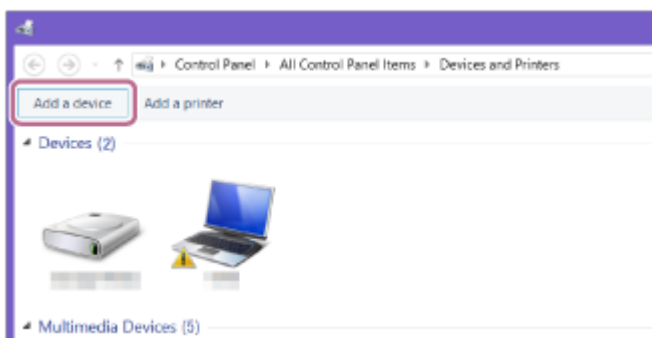 Control Panel All Control Panel Items Devices and Printers
Add a device Add a printer
Devices (2)
Multimedia Devices (5)